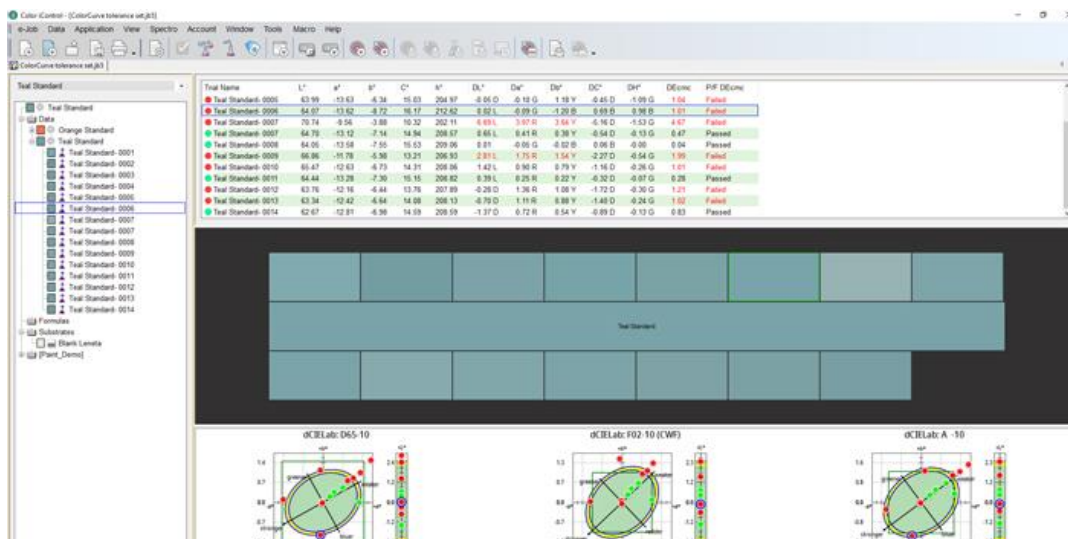 Color iControl - [ColorCurve tolerance set.jb5]
e-Job Data Application View Spectro Account Window Tools Macro Help
ColorCurve tolerance set.jb5
Teal Standard
Teal Standard
Data
Orange Standard
Teal Standard
Teal Standard- 0001
Teal Standard- 0002
Teal Standard- 0003
Teal Standard- 0004
Teal Standard- 0005
Teal Standard- 0006
Teal Standard- 0007
Teal Standard- 0007
Teal Standard- 0008
Teal Standard- 0009
Teal Standard- 0010
Teal Standard- 0011
Teal Standard- 0012
Teal Standard- 0013
Teal Standard- 0014
Formulas
Substrates
Blank Leneta
[Paint_Demo]
Trial Name L* a* b* C* h* DL* Da* Db* DC* DH* DEcmc P/F DEcmc
Teal Standard- 0005 63.99 -13.63 -6.34 15.03 204.97 -0.05 D -0.10 G 1.18 Y -0.45 D -1.09 G 1.04 Failed
Teal Standard- 0006 64.07 -13.62 -8.72 16.17 212.62 0.02 L -0.09 G -1.20 B 0.69 B 0.98 B 1.01 Failed
Teal Standard- 0007 70.74 -9.56 -3.88 10.32 202.11 6.69 L 3.97 R 3.64 Y -5.16 D -1.53 G 4.67 Failed
Teal Standard- 0007 64.70 -13.12 -7.14 14.94 208.57 0.65 L 0.41 R 0.38 Y -0.54 D -0.13 G 0.47 Passed
Teal Standard- 0008 64.05 -13.58 -7.55 15.53 209.06 0.01 -0.05 G -0.02 B 0.06 B -0.00 0.04 Passed
Teal Standard- 0009 66.86 -11.78 -5.98 13.21 206.93 2.81 L 1.75 R 1.54 Y -2.27 D -0.54 G 1.99 Failed
Teal Standard- 0010 65.47 -12.63 -6.73 14.31 208.06 1.42 L 0.90 R 0.79 Y -1.16 D -0.26 G 1.01 Failed
Teal Standard- 0011 64.44 -13.28 -7.30 15.15 208.82 0.39 L 0.25 R 0.22 Y -0.32 D -0.07 G 0.28 Passed
Teal Standard- 0012 63.76 -12.16 -6.44 13.76 207.89 -0.28 D 1.36 R 1.08 Y -1.72 D -0.30 G 1.21 Failed
Teal Standard- 0013 63.34 -12.42 -6.64 14.08 208.13 -0.70 D 1.11 R 0.88 Y -1.40 D -0.24 G 1.02 Failed
Teal Standard- 0014 62.67 -12.81 -6.98 14.59 208.59 -1.37 D 0.72 R 0.54 Y -0.89 D -0.13 G 0.83 Passed
Teal Standard
dCIELab: D65-10 dCIELab: F02-10 (CWF) dCIELab: A -10